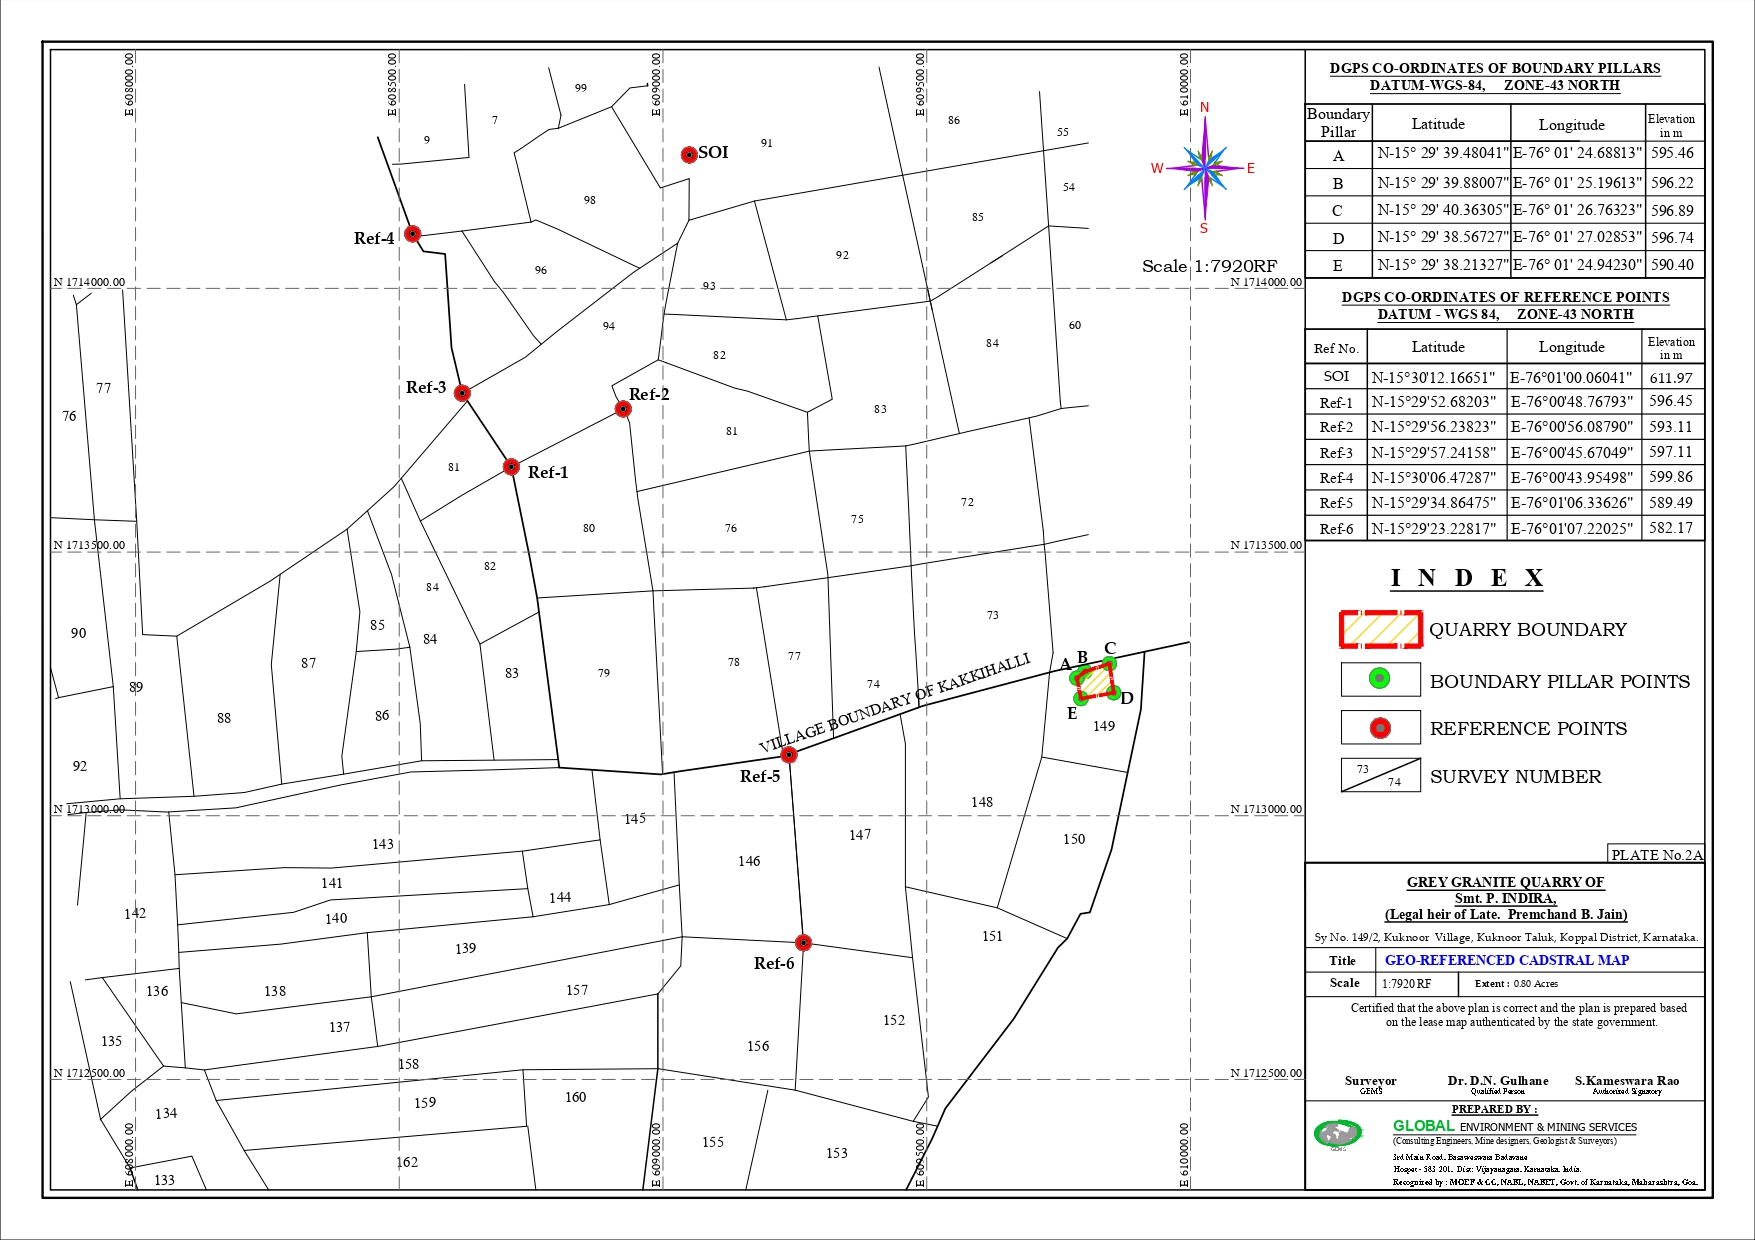 E 608000.00
E 608500.00
E 609000.00
E 609500.00
E 610000.00
99
7
9
SOI
91
86
55
N
W
E
S
54
98
85
Ref-4
92
96
Scale 1:7920RF
N 1714000.00
93
N 1714000.00
94
60
84
82
77
Ref-3
Ref-2
76
83
81
81
Ref-1
72
75
80
76
N 1713500.00
N 1713500.00
82
84
73
85
90
84
77
78
87
83
79
74
89
VILLAGE BOUNDARY OF KAKKIHALLI
A
B
C
D
E
86
88
149
92
Ref-5
148
N 1713000.00
N 1713000.00
145
147
150
143
146
141
144
142
140
151
139
Ref-6
136
138
157
152
137
135
156
158
N 1712500.00
N 1712500.00
160
159
134
155
153
162
133
E 608000.00
E 609000.00
E 609500.00
E 610000.00
DGPS CO-ORDINATES OF BOUNDARY PILLARS
DATUM-WGS-84, ZONE-43 NORTH
Boundary Pillar Latitude Longitude Elevation in m
A N-15° 29' 39.48041" E-76° 01' 24.68813" 595.46
B N-15° 29' 39.88007" E-76° 01' 25.19613" 596.22
C N-15° 29' 40.36305" E-76° 01' 26.76323" 596.89
D N-15° 29' 38.56727" E-76° 01' 27.02853" 596.74
E N-15° 29' 38.21327" E-76° 01' 24.94230" 590.40
DGPS CO-ORDINATES OF REFERENCE POINTS
DATUM - WGS 84, ZONE-43 NORTH
Ref No. Latitude Longitude Elevation in m
SOI N-15°30'12.16651" E-76°01'00.06041" 611.97
Ref-1 N-15°29'52.68203" E-76°00'48.76793" 596.45
Ref-2 N-15°29'56.23823" E-76°00'56.08790" 593.11
Ref-3 N-15°29'57.24158" E-76°00'45.67049" 597.11
Ref-4 N-15°30'06.47287" E-76°00'43.95498" 599.86
Ref-5 N-15°29'34.86475" E-76°01'06.33626" 589.49
Ref-6 N-15°29'23.22817" E-76°01'07.22025" 582.17
I N D E X
QUARRY BOUNDARY
BOUNDARY PILLAR POINTS
REFERENCE POINTS
73
74
SURVEY NUMBER
PLATE No.2A
GREY GRANITE QUARRY OF
Smt. P. INDIRA,
(Legal heir of Late. Premchand B. Jain)
Sy No. 149/2, Kuknoor Village, Kuknoor Taluk, Koppal District, Karnataka.
Title GEO-REFERENCED CADSTRAL MAP
Scale 1:7920 RF Extent : 0.80 Acres
Certified that the above plan is correct and the plan is prepared based
on the lease map authenticated by the state government.
Surveyor Dr. D.N. Gulhane S.Kameswara Rao
GEMS Qualified Person Authorised Signatory
PREPARED BY :
GLOBAL ENVIRONMENT & MINING SERVICES
(Consulting Engineers, Mine designers, Geologist & Surveyors)
GEMS
3rd Main Road, Basaweswara Badavane
Hospet - 583 201. Dist: Vijayanagara, Karnataka. India.
Recognized by : MOEF & CC, NABL, NABET, Govt. of Karnataka, Maharashtra, Goa.